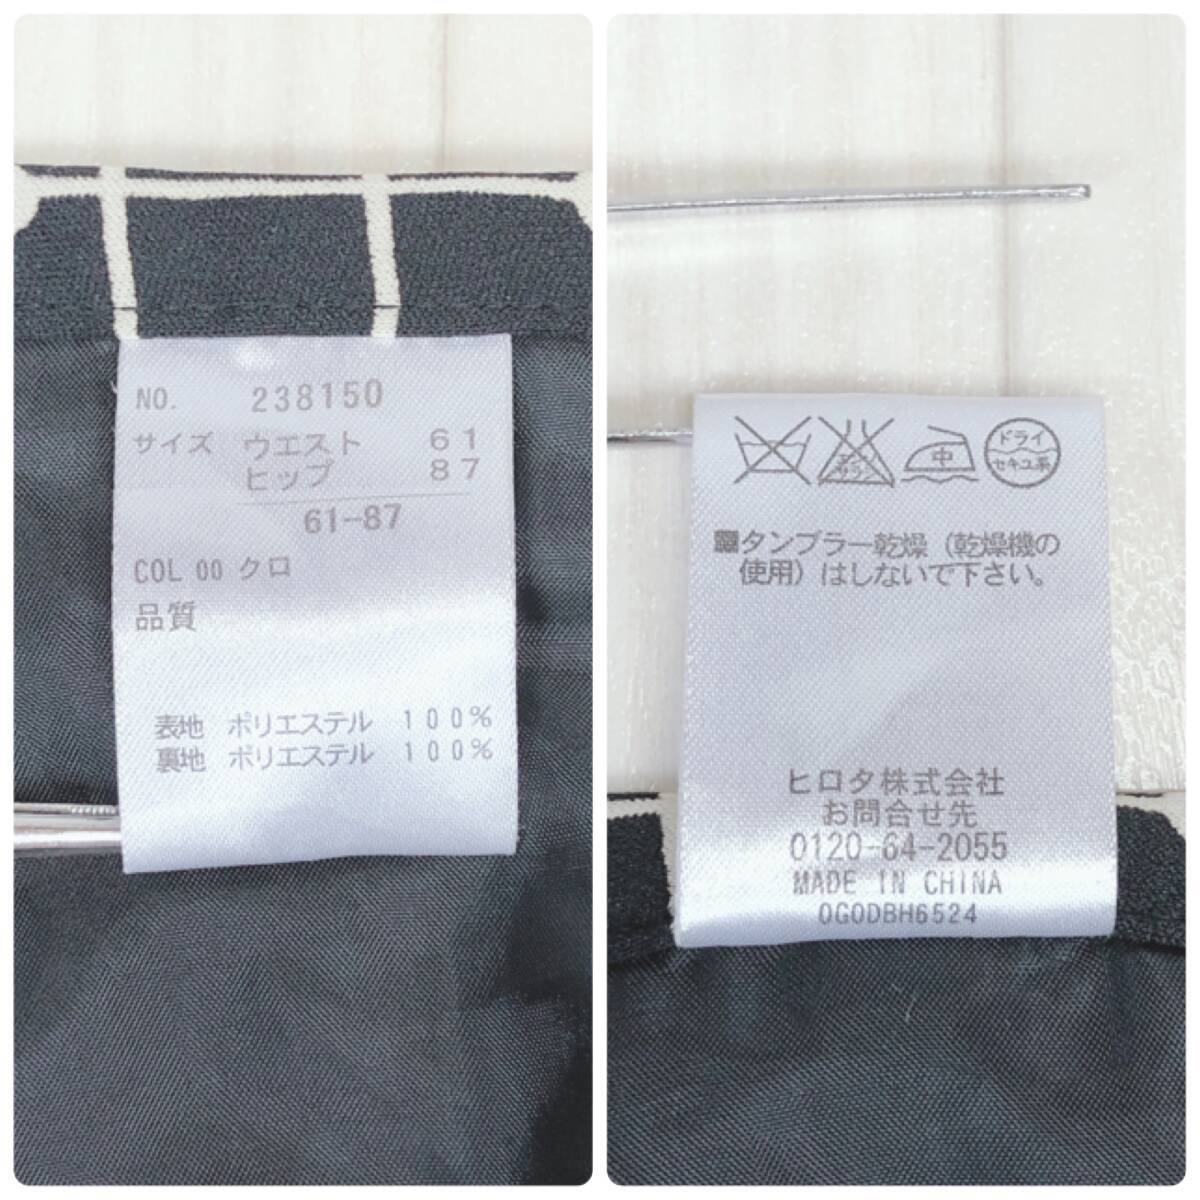 NO. 238150
サイズ ウエスト 61
ヒップ 87
61-87
COL 00 クロ
品質
表地 ポリエステル 100%
裏地 ポリエステル 100%
中
ドライ
セキユ系
タンブラー乾燥（乾燥機の
使用）はしないで下さい。
ヒロタ株式会社
お問合せ先
0120-64-2055
MADE IN CHINA
0G0DBH6524